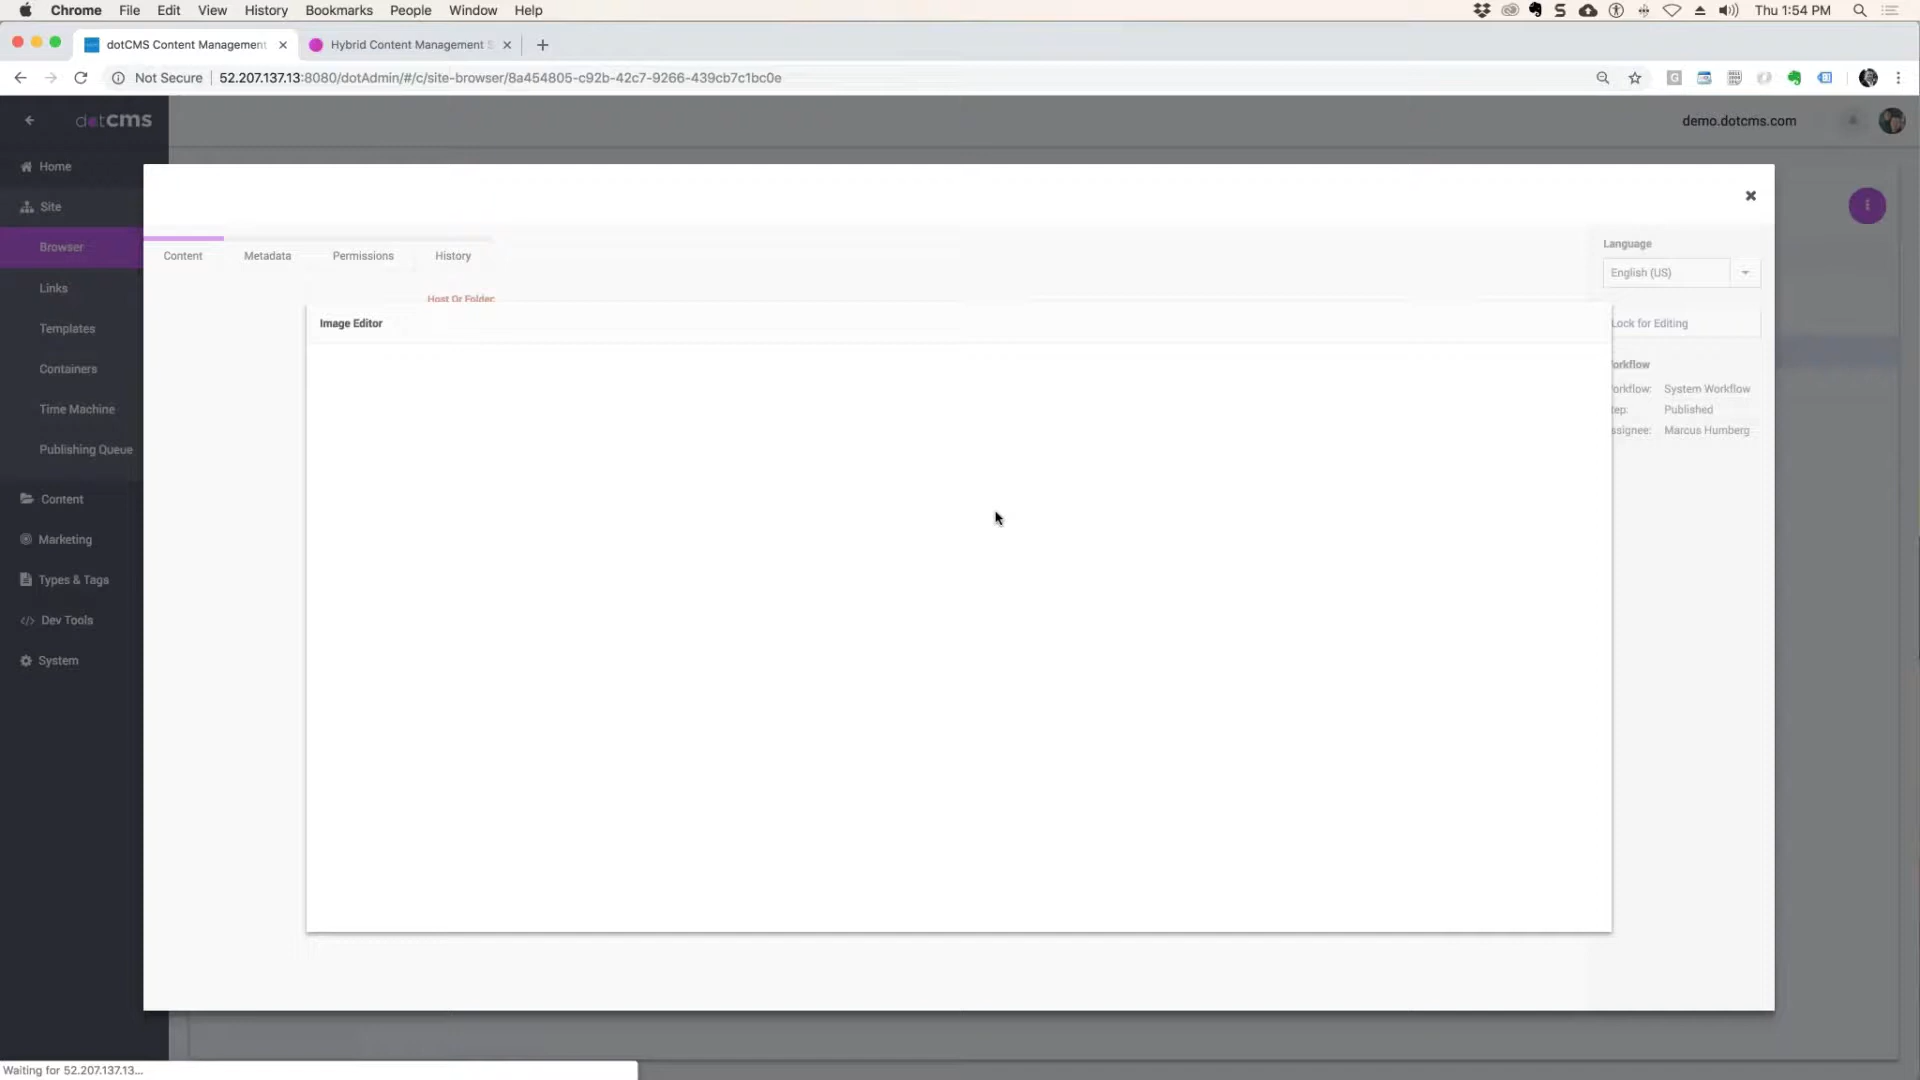 Chrome File Edit View History Bookmarks People Window Help
Thu 1:54 PM
dotCMS Content Management
Hybrid Content Management S
Not Secure
52.207.137.13:8080/dotAdmin/#/c/site-browser/8a454805-c92b-42c7-9266-439cb7c1bc0e
dotcms
demo.dotcms.com
Home
Site
Browser
Links
Templates
Containers
Time Machine
Publishing Queue
Content
Marketing
Types & Tags
Dev Tools
System
Content Metadata Permissions History
Host Or Folder:
Image Editor
Language
English (US)
Lock for Editing
orkflow
orkflow: System Workflow
tep: Published
ssignee: Marcus Humberg
Waiting for 52.207.137.13...